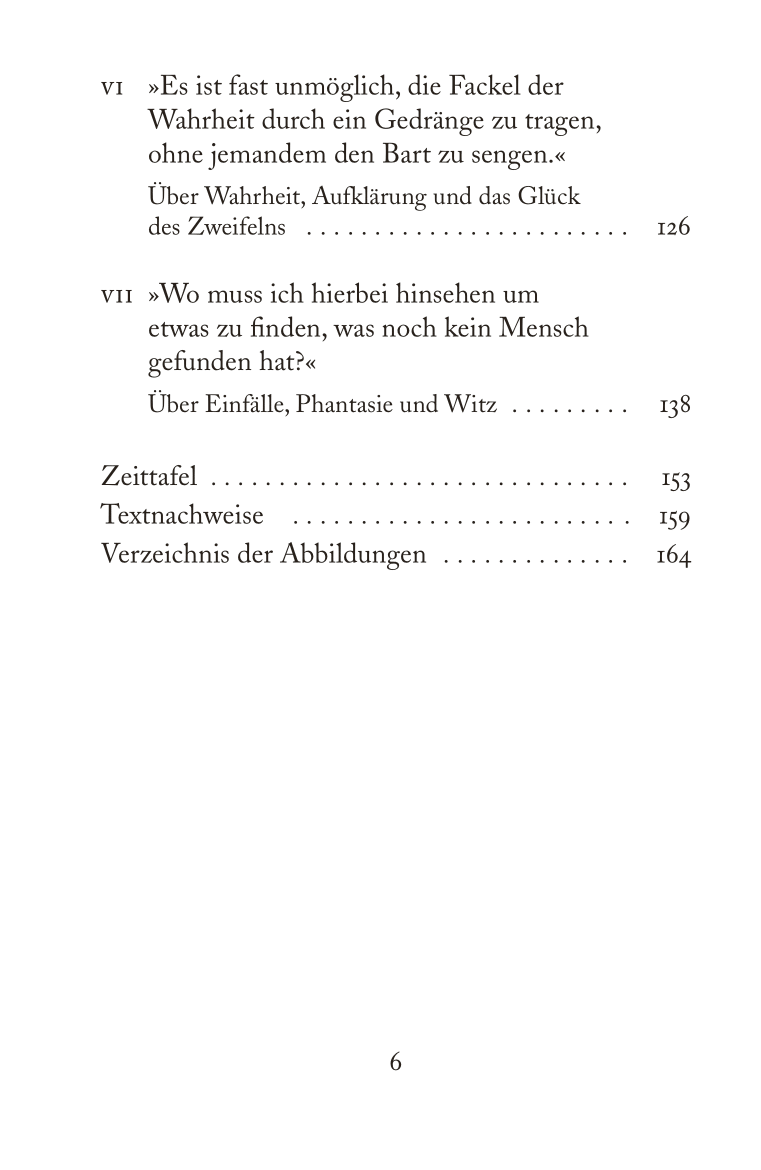 VI »Es ist fast unmöglich, die Fackel der
Wahrheit durch ein Gedränge zu tragen,
ohne jemandem den Bart zu sengen.«
Über Wahrheit, Aufklärung und das Glück
des Zweifelns . . . . . . . . . . . . . . . . . . . . . . . . 126
VII »Wo muss ich hierbei hinsehen um
etwas zu finden, was noch kein Mensch
gefunden hat?«
Über Einfälle, Phantasie und Witz . . . . . . . . . 138
Zeittafel . . . . . . . . . . . . . . . . . . . . . . . . . . . . . . . 153
Textnachweise . . . . . . . . . . . . . . . . . . . . . . . . . 159
Verzeichnis der Abbildungen . . . . . . . . . . . . . . 164
6